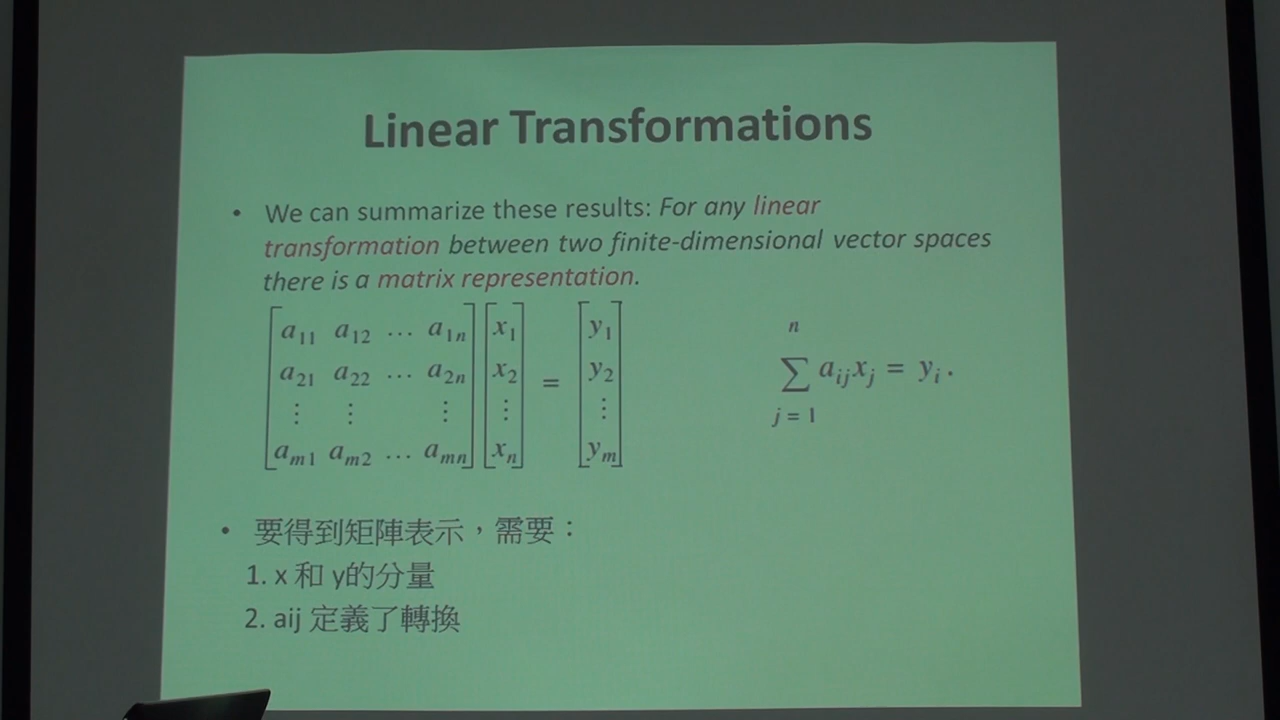 Linear Transformations
• We can summarize these results: For any linear
transformation between two finite-dimensional vector spaces
there is a matrix representation.
a11 a12 … a1n x1 y1 n
a21 a22 … a2n x2 = y2 ∑ aijxj = yi .
⋮ ⋮ ⋮ ⋮ ⋮ j = 1
am1 am2 … amn xn ym
• 要得到矩陣表示，需要：
1. x 和 y的分量
2. aij 定義了轉換